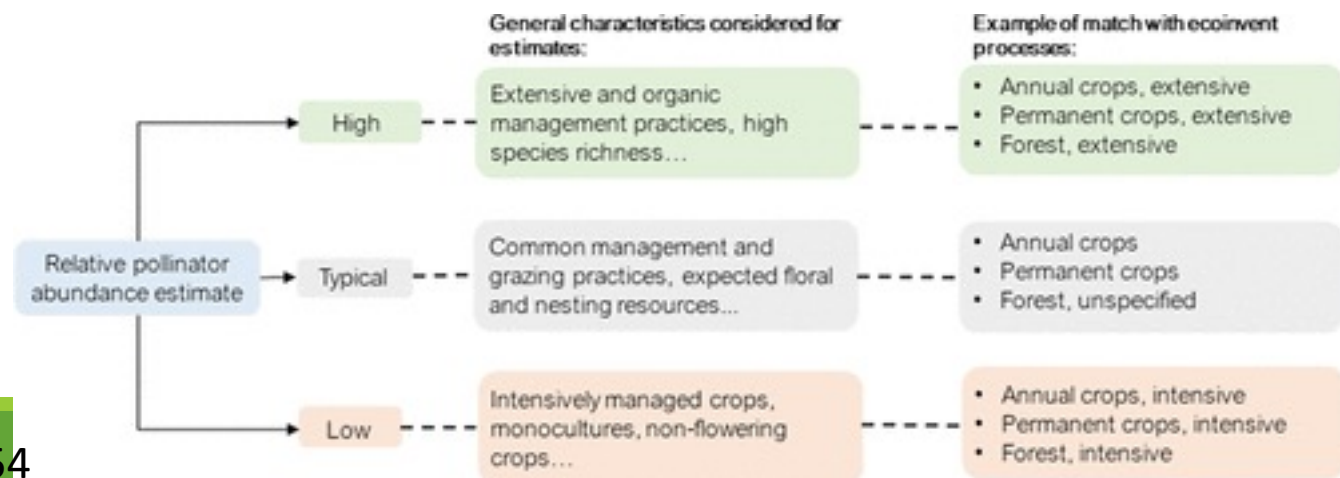 General characteristics considered for
estimates:
Example of match with ecoinvent
processes:
High
Extensive and organic
management practices, high
species richness…
• Annual crops, extensive
• Permanent crops, extensive
• Forest, extensive
Relative pollinator
abundance estimate
Typical
Common management and
grazing practices, expected floral
and nesting resources...
• Annual crops
• Permanent crops
• Forest, unspecified
Low
Intensively managed crops,
monocultures, non-flowering
crops…
• Annual crops, intensive
• Permanent crops, intensive
• Forest, intensive
54